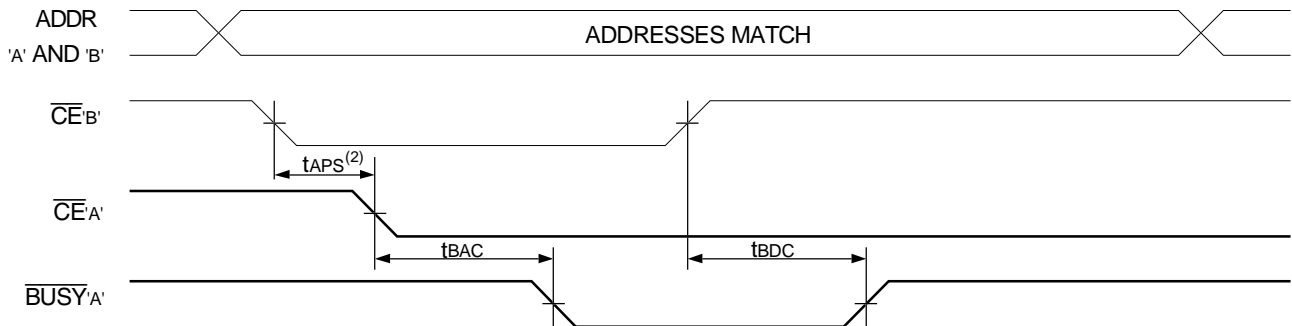 ADDR
'A' AND 'B'
ADDRESSES MATCH
CE'B'
tAPS(2)
CE'A'
tBAC
tBDC
BUSY'A'